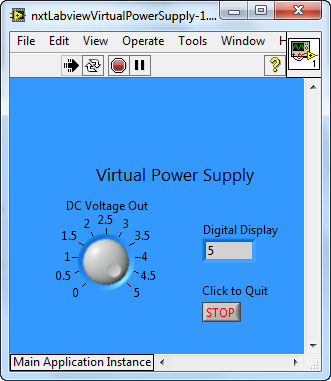 nxtLabviewVirtualPowerSupply-1....
File Edit View Operate Tools Window H
1
Virtual Power Supply
DC Voltage Out
2.5
2 3
1.5 3.5
1 4
0.5 4.5
0 5
Digital Display
5
Click to Quit
STOP
Main Application Instance